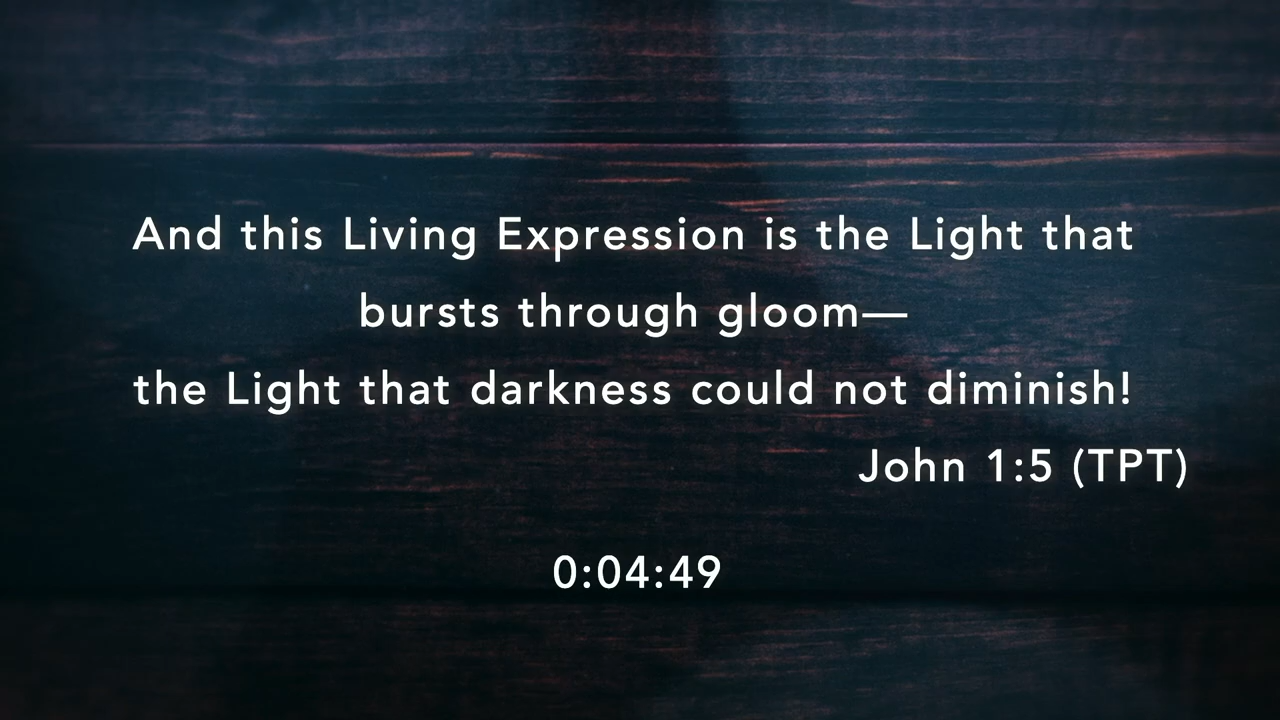 And this Living Expression is the Light that
bursts through gloom—
the Light that darkness could not diminish!
John 1:5 (TPT)
0:04:49